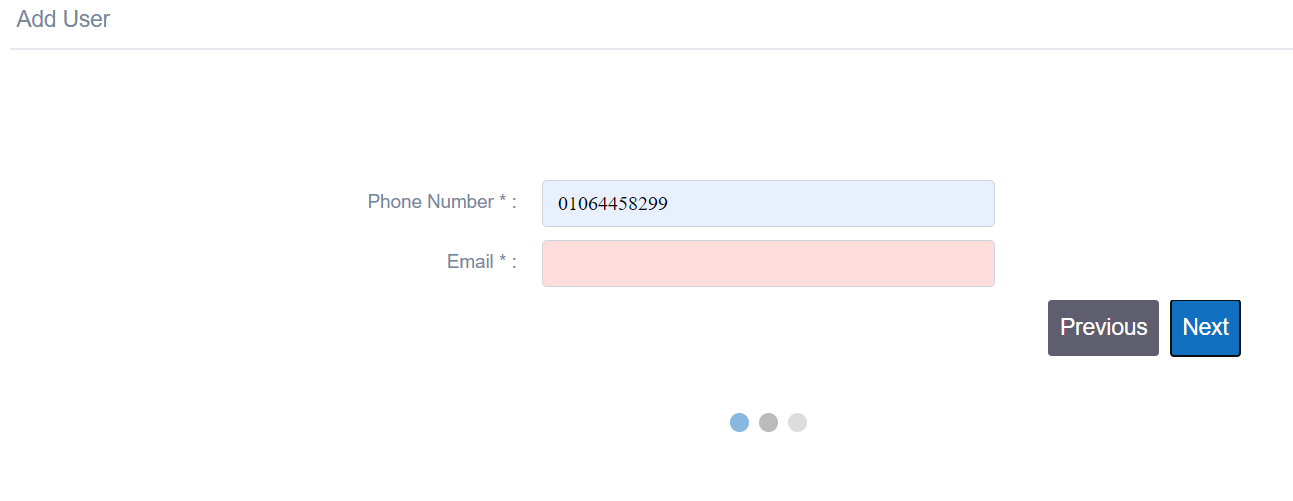 Add User
Phone Number * : 01064458299
Email * :
Previous Next